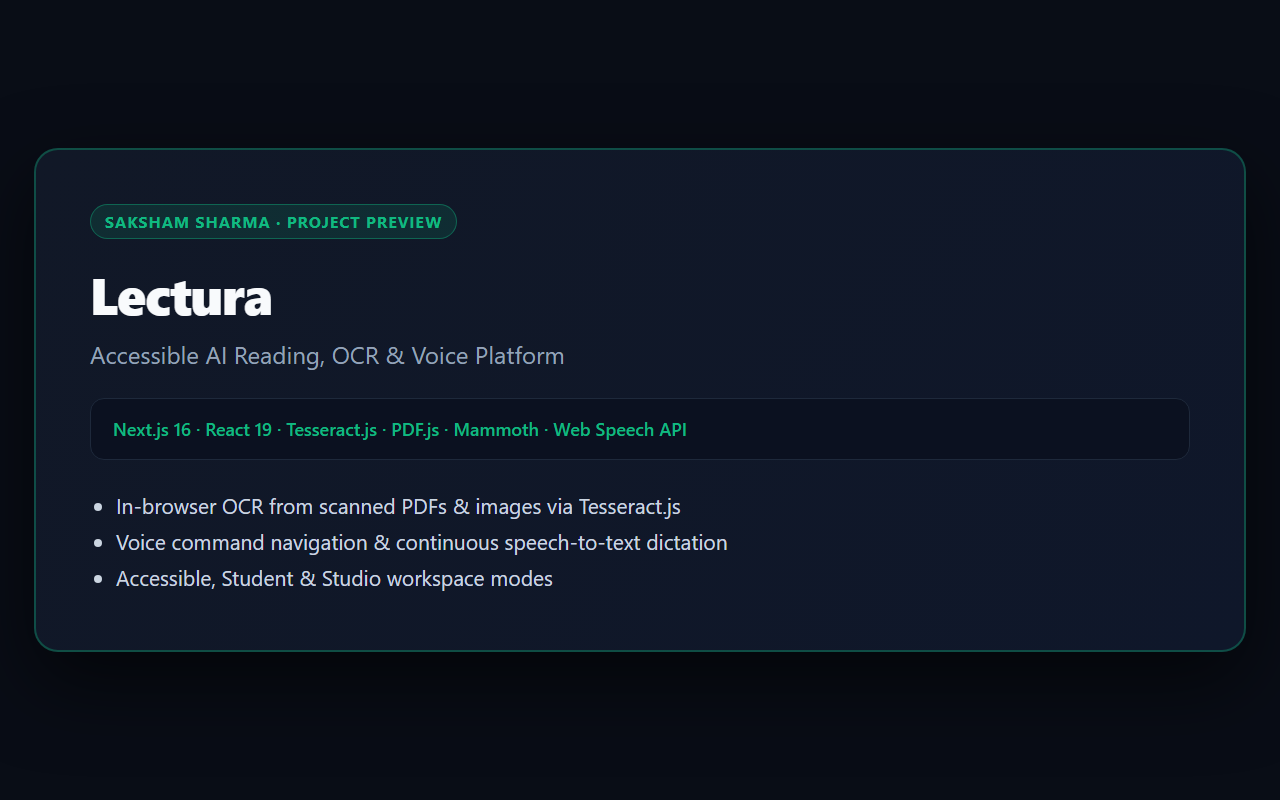 SAKSHAM SHARMA · PROJECT PREVIEW
Lectura
Accessible AI Reading, OCR & Voice Platform
Next.js 16 · React 19 · Tesseract.js · PDF.js · Mammoth · Web Speech API
• In-browser OCR from scanned PDFs & images via Tesseract.js
• Voice command navigation & continuous speech-to-text dictation
• Accessible, Student & Studio workspace modes